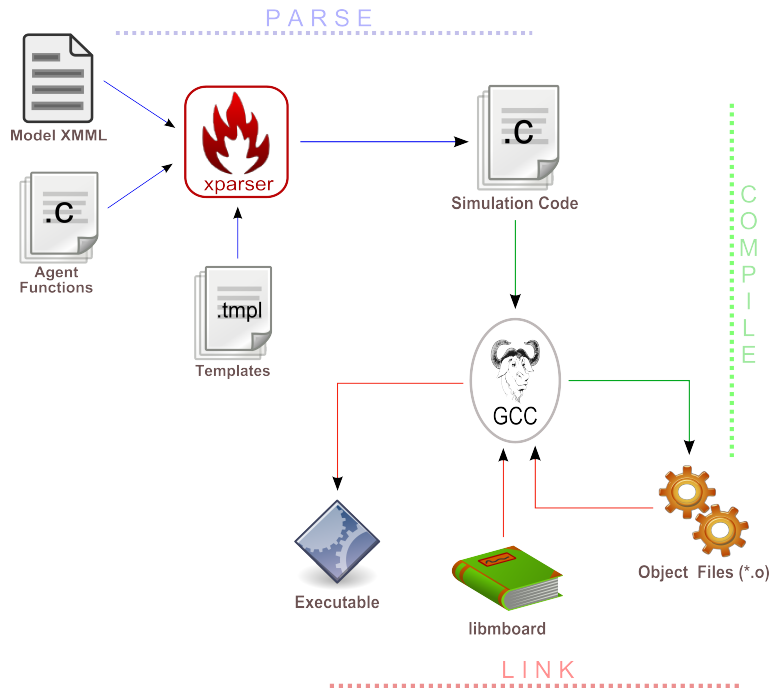 PARSE
Model XMML
.c
Agent
Functions
xparser
.tmpl
Templates
.c
Simulation Code
COMPILE
GCC
Executable
libmboard
Object Files (*.o)
LINK